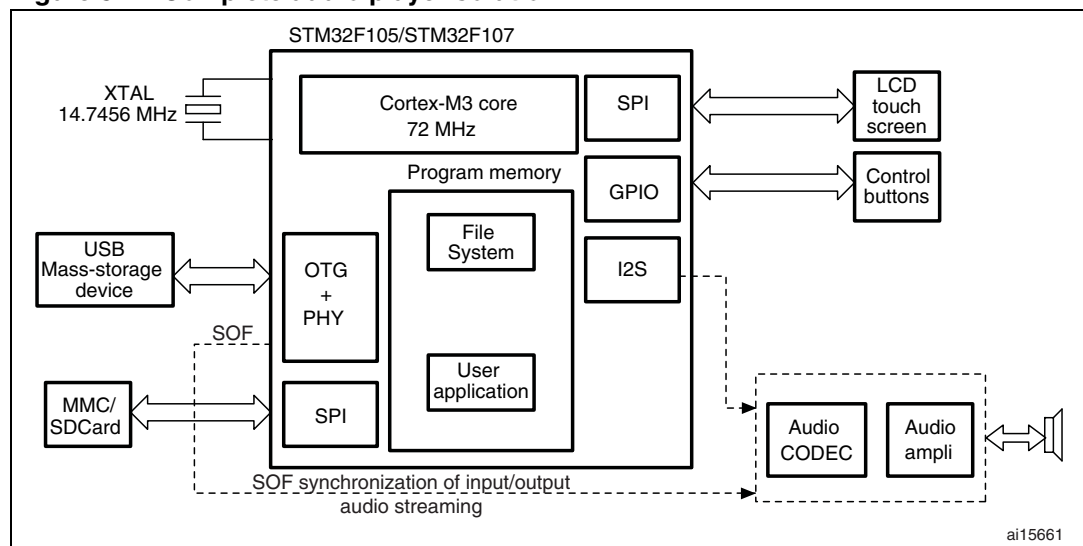 STM32F105/STM32F107
XTAL
14.7456 MHz
Cortex-M3 core
72 MHz
SPI
LCD
touch
screen
Program memory
GPIO
Control
buttons
File
System
USB
Mass-storage
device
OTG
+
PHY
I2S
SOF
User
application
MMC/
SDCard
SPI
Audio
CODEC
Audio
ampli
SOF synchronization of input/output
audio streaming
ai15661